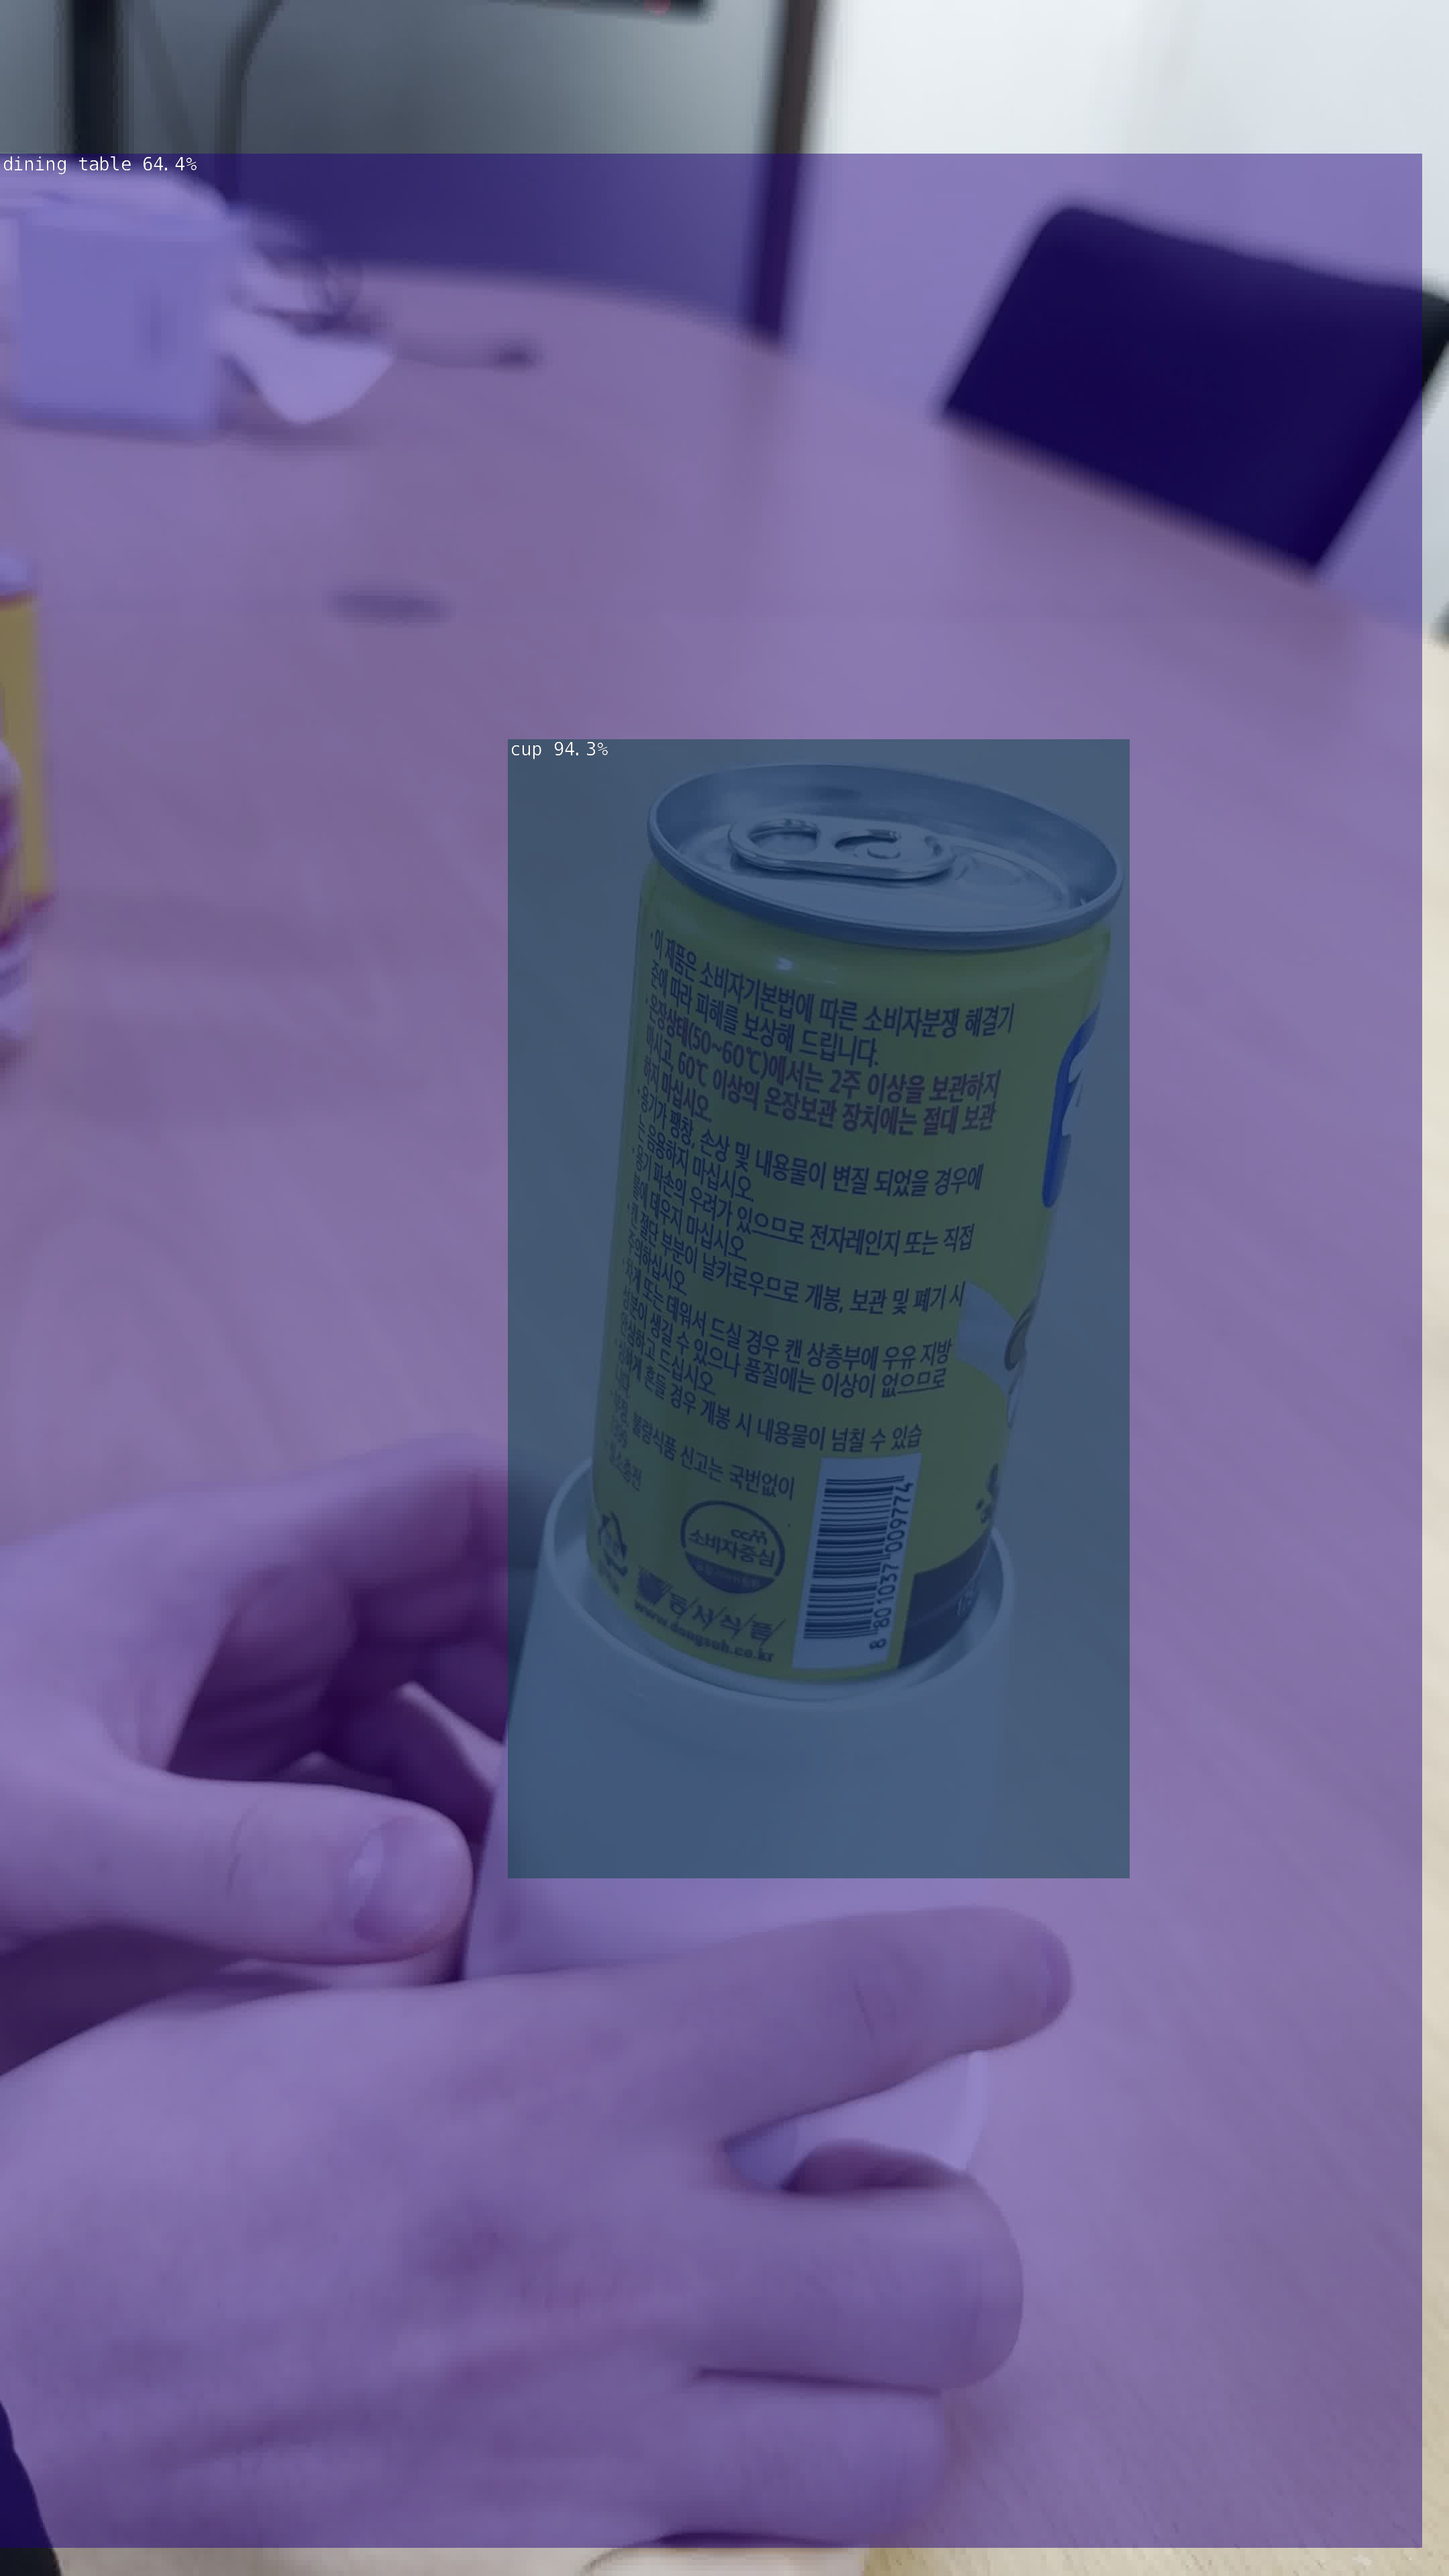 dining table 64.4%
cup 94.3%
·이 제품은 소비자기본법에 따른 소비자분쟁 해결기
준에 따라 피해를 보상해 드립니다.
·온장상태(50~60℃)에서는 2주 이상을 보관하지
마시고, 60℃ 이상의 온장보관 장치에는 절대 보관
하지 마십시오.
·용기가 팽창, 손상 및 내용물이 변질 되었을 경우에
는 음용하지 마십시오.
·용기 파손의 우려가 있으므로 전자레인지 또는 직접
불에 데우지 마십시오.
·캔 절단 부분이 날카로우므로 개봉, 보관 및 폐기 시
주의하십시오.
·차게 또는 데워서 드실 경우 캔 상층부에 우유 지방
성분이 생길 수 있으나 품질에는 이상이 없으므로
안심하고 드십시오.
·심하게 흔들 경우 개봉 시 내용물이 넘칠 수 있습
니다.
불량식품 신고는 국번없이
ccm
소비자중심
동서식품
www.dongsuh.co.kr
8 801037 009774